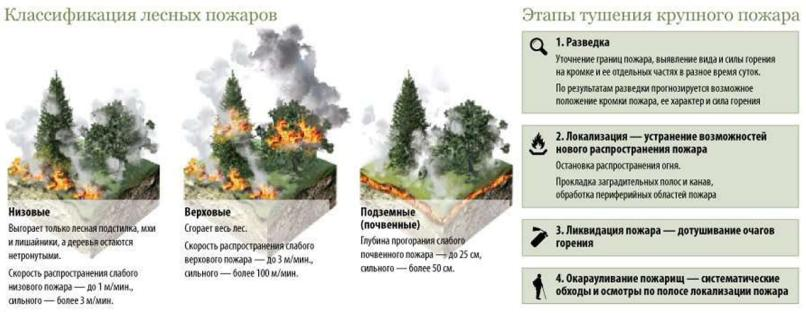 Классификация лесных пожаров
Низовые
Выгорает только лесная подстилка, мхи
и лишайники, а деревья остаются
нетронутыми.
Скорость распространения слабого
низового пожара — до 1 м/мин.,
сильного — более 3 м/мин.
Верховые
Сгорает весь лес.
Скорость распространения слабого
верхового пожара — до 3 м/мин.,
сильного — более 100 м/мин.
Подземные
(почвенные)
Глубина прогорания слабого
почвенного пожара — до 25 см,
сильного — более 50 см.
Этапы тушения крупного пожара
1. Разведка
Уточнение границ пожара, выявление вида и силы горения
на кромке и ее отдельных частях в разное время суток.
По результатам разведки прогнозируется возможное
положение кромки пожара, ее характер и сила горения
2. Локализация — устранение возможностей
нового распространения пожара
Остановка распространения огня.
Прокладка заградительных полос и канав,
обработка периферийных областей пожара
3. Ликвидация пожара — дотушивание очагов
горения
4. Окарауливание пожарищ — систематические
обходы и осмотры по полосе локализации пожара